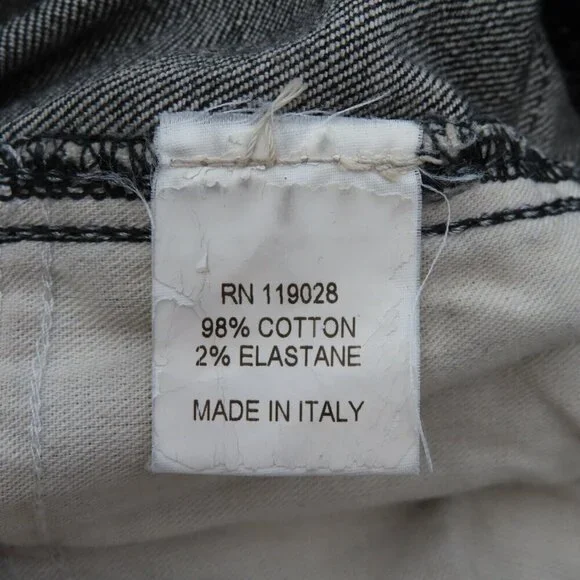 RN 119028
98% COTTON
2% ELASTANE
MADE IN ITALY